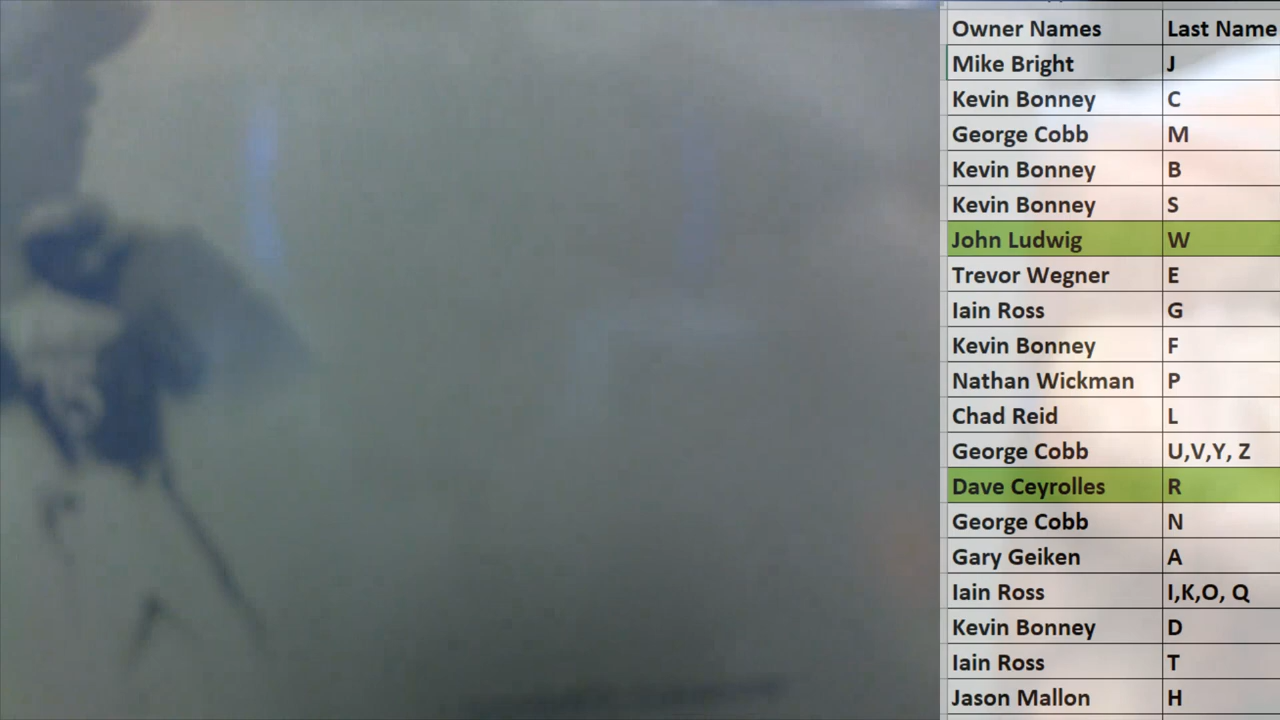 Owner Names Last Name
Mike Bright J
Kevin Bonney C
George Cobb M
Kevin Bonney B
Kevin Bonney S
John Ludwig W
Trevor Wegner E
Iain Ross G
Kevin Bonney F
Nathan Wickman P
Chad Reid L
George Cobb U,V,Y, Z
Dave Ceyrolles R
George Cobb N
Gary Geiken A
Iain Ross I,K,O, Q
Kevin Bonney D
Iain Ross T
Jason Mallon H